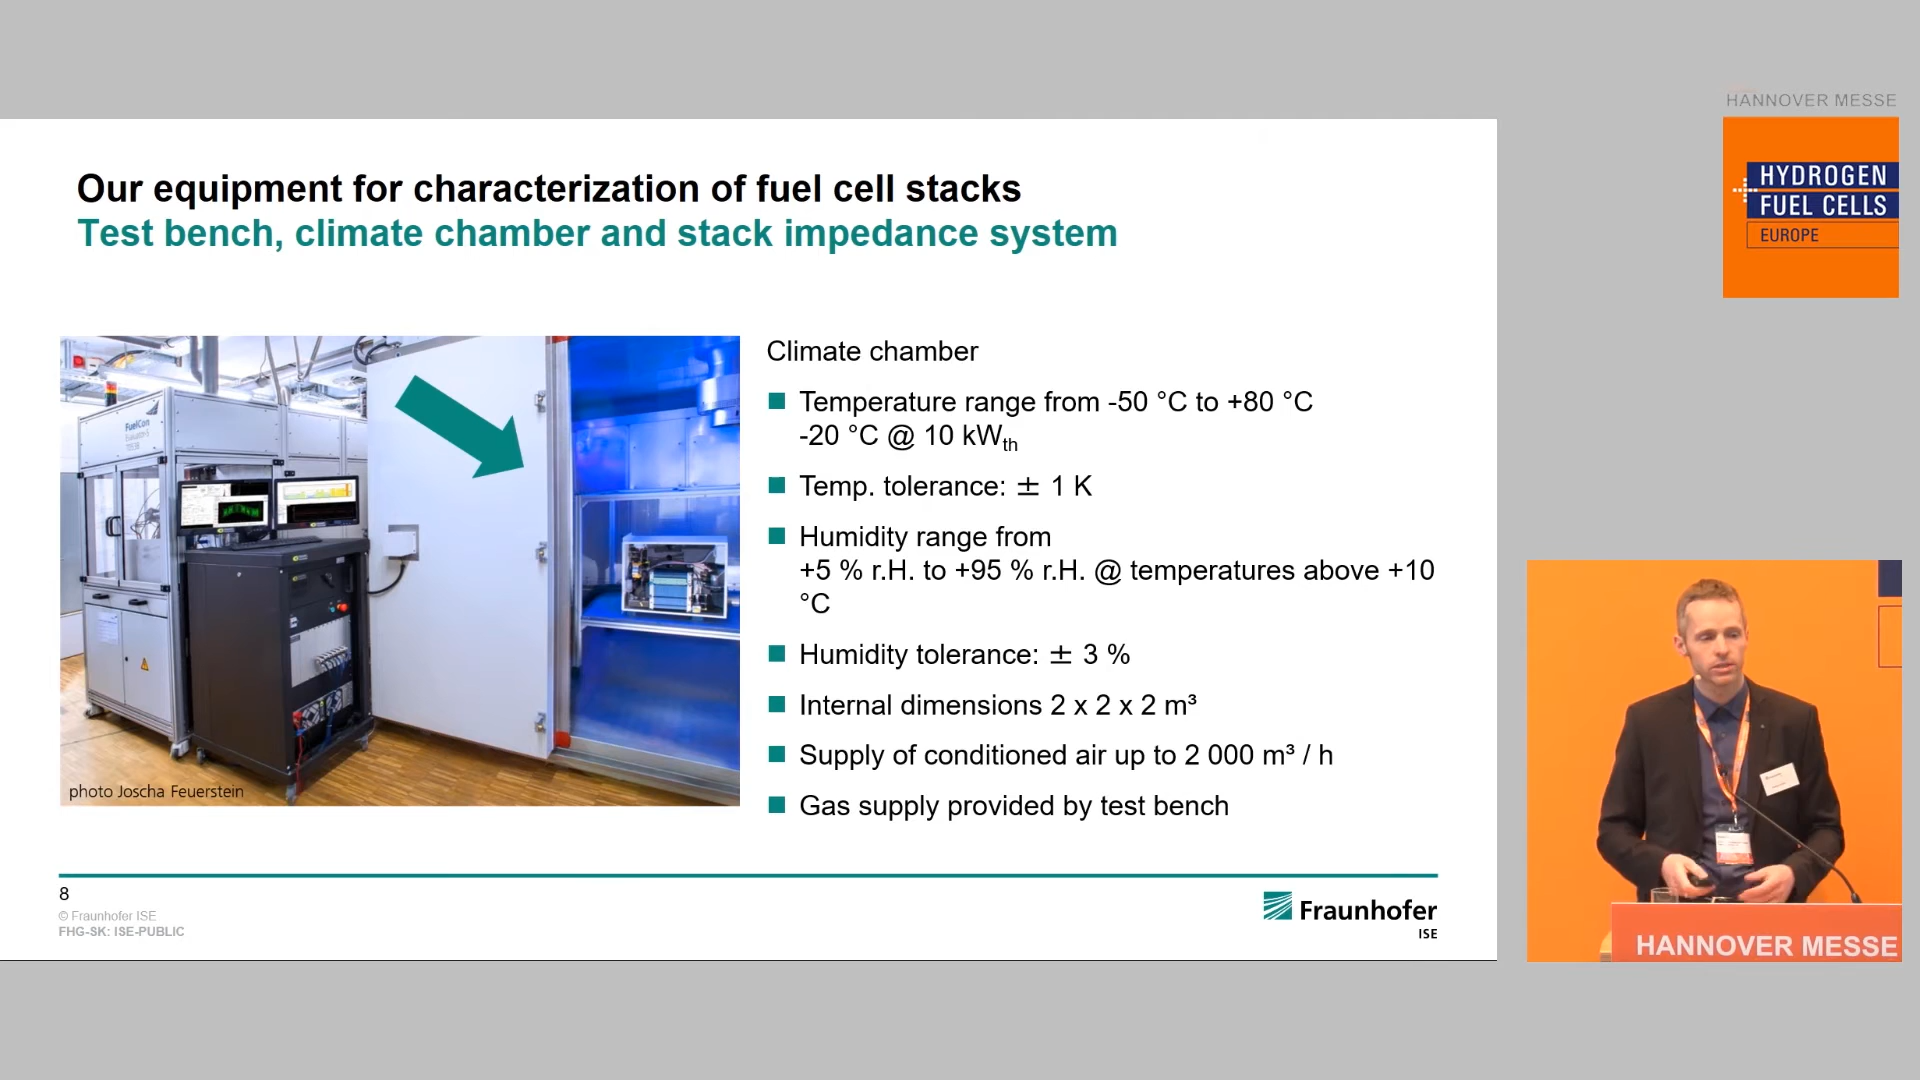 HANNOVER MESSE
HYDROGEN
FUEL CELLS
EUROPE
Our equipment for characterization of fuel cell stacks
Test bench, climate chamber and stack impedance system
FuelCon
photo Joscha Feuerstein
Climate chamber
Temperature range from -50 °C to +80 °C
-20 °C @ 10 kWth
Temp. tolerance: ± 1 K
Humidity range from
+5 % r.H. to +95 % r.H. @ temperatures above +10
°C
Humidity tolerance: ± 3 %
Internal dimensions 2 x 2 x 2 m³
Supply of conditioned air up to 2 000 m³ / h
Gas supply provided by test bench
8
© Fraunhofer ISE
FHG-SK: ISE-PUBLIC
Fraunhofer
ISE
HANNOVER MESSE